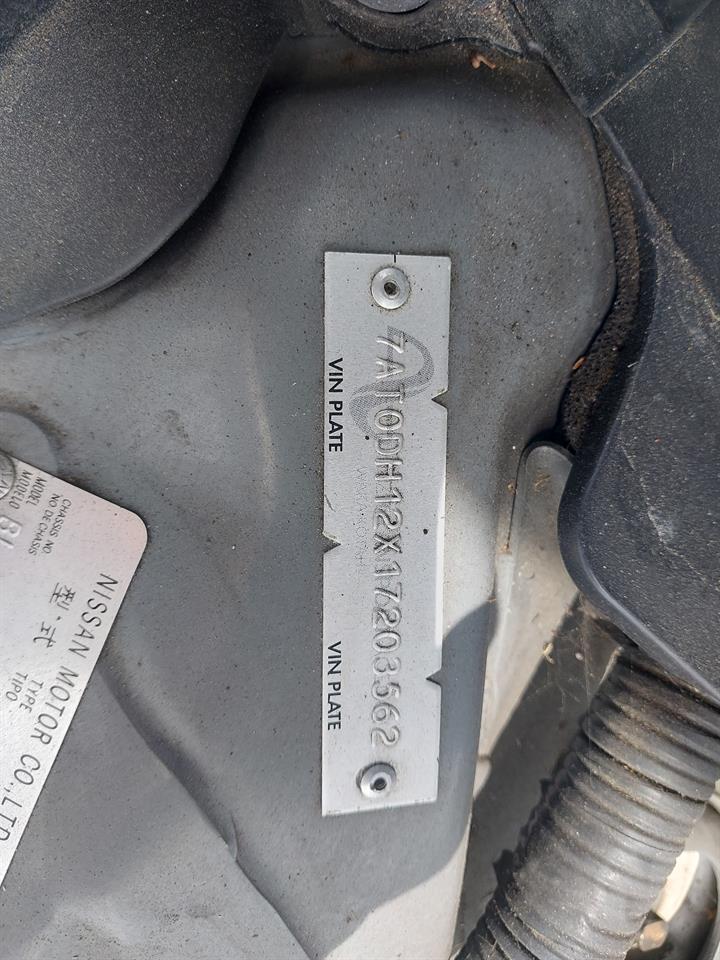 7AT0DH12X17203562
VIN PLATE
VIN PLATE
NISSAN MOTOR CO.,LTD
型・式 TYPE
TIPO
CHASSIS NO.
NO DE CHASIS
MODEL
MODELO